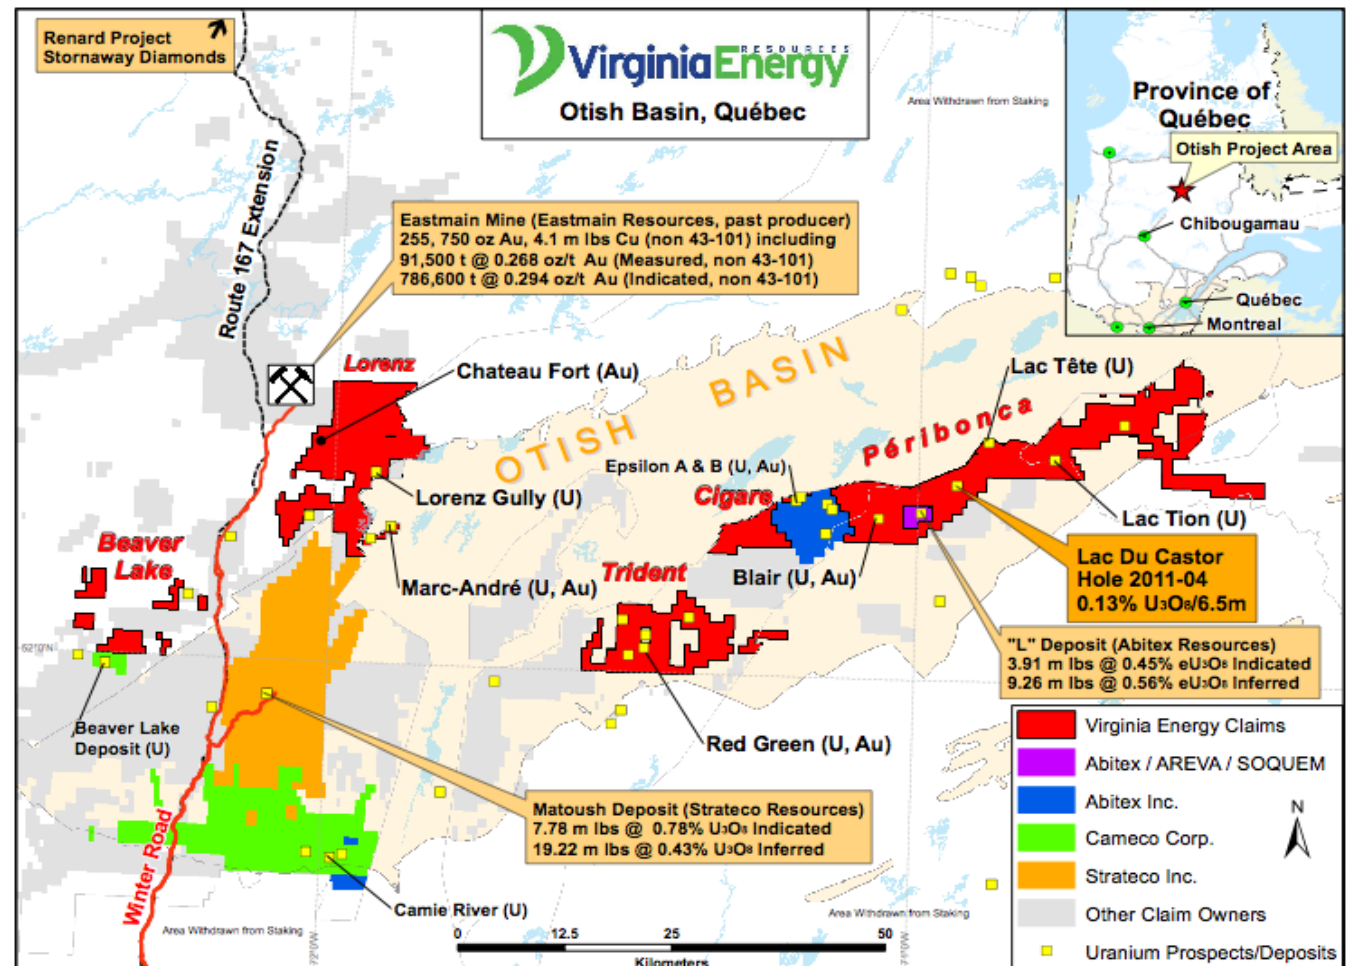 Renard Project
Stornaway Diamonds
VirginiaEnergy
RESOURCES
Otish Basin, Québec
Area Withdrawn from Staking
Province of
Québec
Otish Project Area
Chibougamau
Québec
Montreal
Route 167 Extension
Eastmain Mine (Eastmain Resources, past producer)
255, 750 oz Au, 4.1 m lbs Cu (non 43-101) including
91,500 t @ 0.268 oz/t Au (Measured, non 43-101)
786,600 t @ 0.294 oz/t Au (Indicated, non 43-101)
Lorenz
Chateau Fort (Au)
OTISH BASIN
Lac Tête (U)
Péribonca
Epsilon A & B (U, Au)
Cigare
Lorenz Gully (U)
Lac Tion (U)
Beaver
Lake
Marc-André (U, Au)
Trident
Blair (U, Au)
Lac Du Castor
Hole 2011-04
0.13% U3O8/6.5m
"L" Deposit (Abitex Resources)
3.91 m lbs @ 0.45% eU3O8 Indicated
9.26 m lbs @ 0.56% eU3O8 Inferred
52°0'N
Beaver Lake
Deposit (U)
Red Green (U, Au)
Matoush Deposit (Strateco Resources)
7.78 m lbs @ 0.78% U3O8 Indicated
19.22 m lbs @ 0.43% U3O8 Inferred
Winter Road
Camie River (U)
Area Withdrawn from Staking
Area Withdrawn from Staking
72°0'W
71°0'W
0 12.5 25 50
Kilometers
Virginia Energy Claims
Abitex / AREVA / SOQUEM
Abitex Inc.
Cameco Corp.
Strateco Inc.
Other Claim Owners
Uranium Prospects/Deposits
N